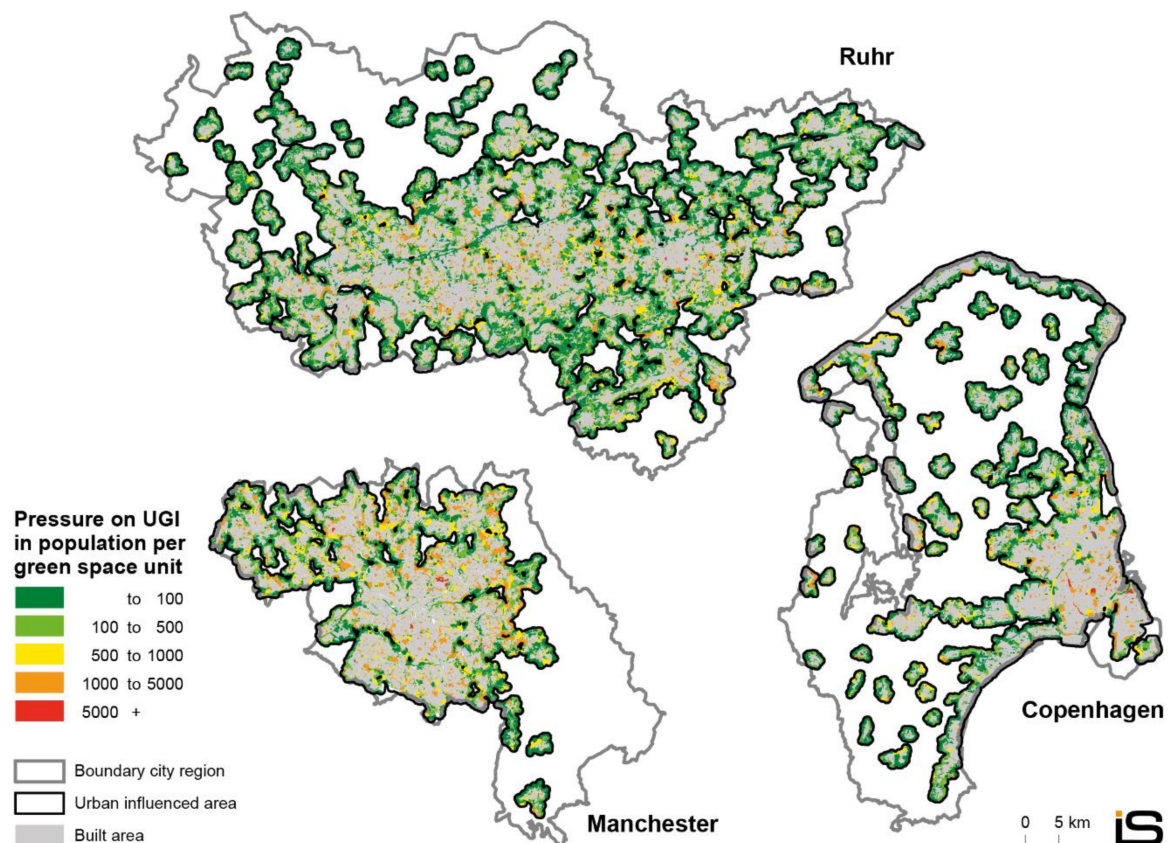 Ruhr
Pressure on UGI
in population per
green space unit
to 100
100 to 500
500 to 1000
1000 to 5000
5000 +
Boundary city region
Urban influenced area
Built area
Manchester
Copenhagen
0 5 km
iS